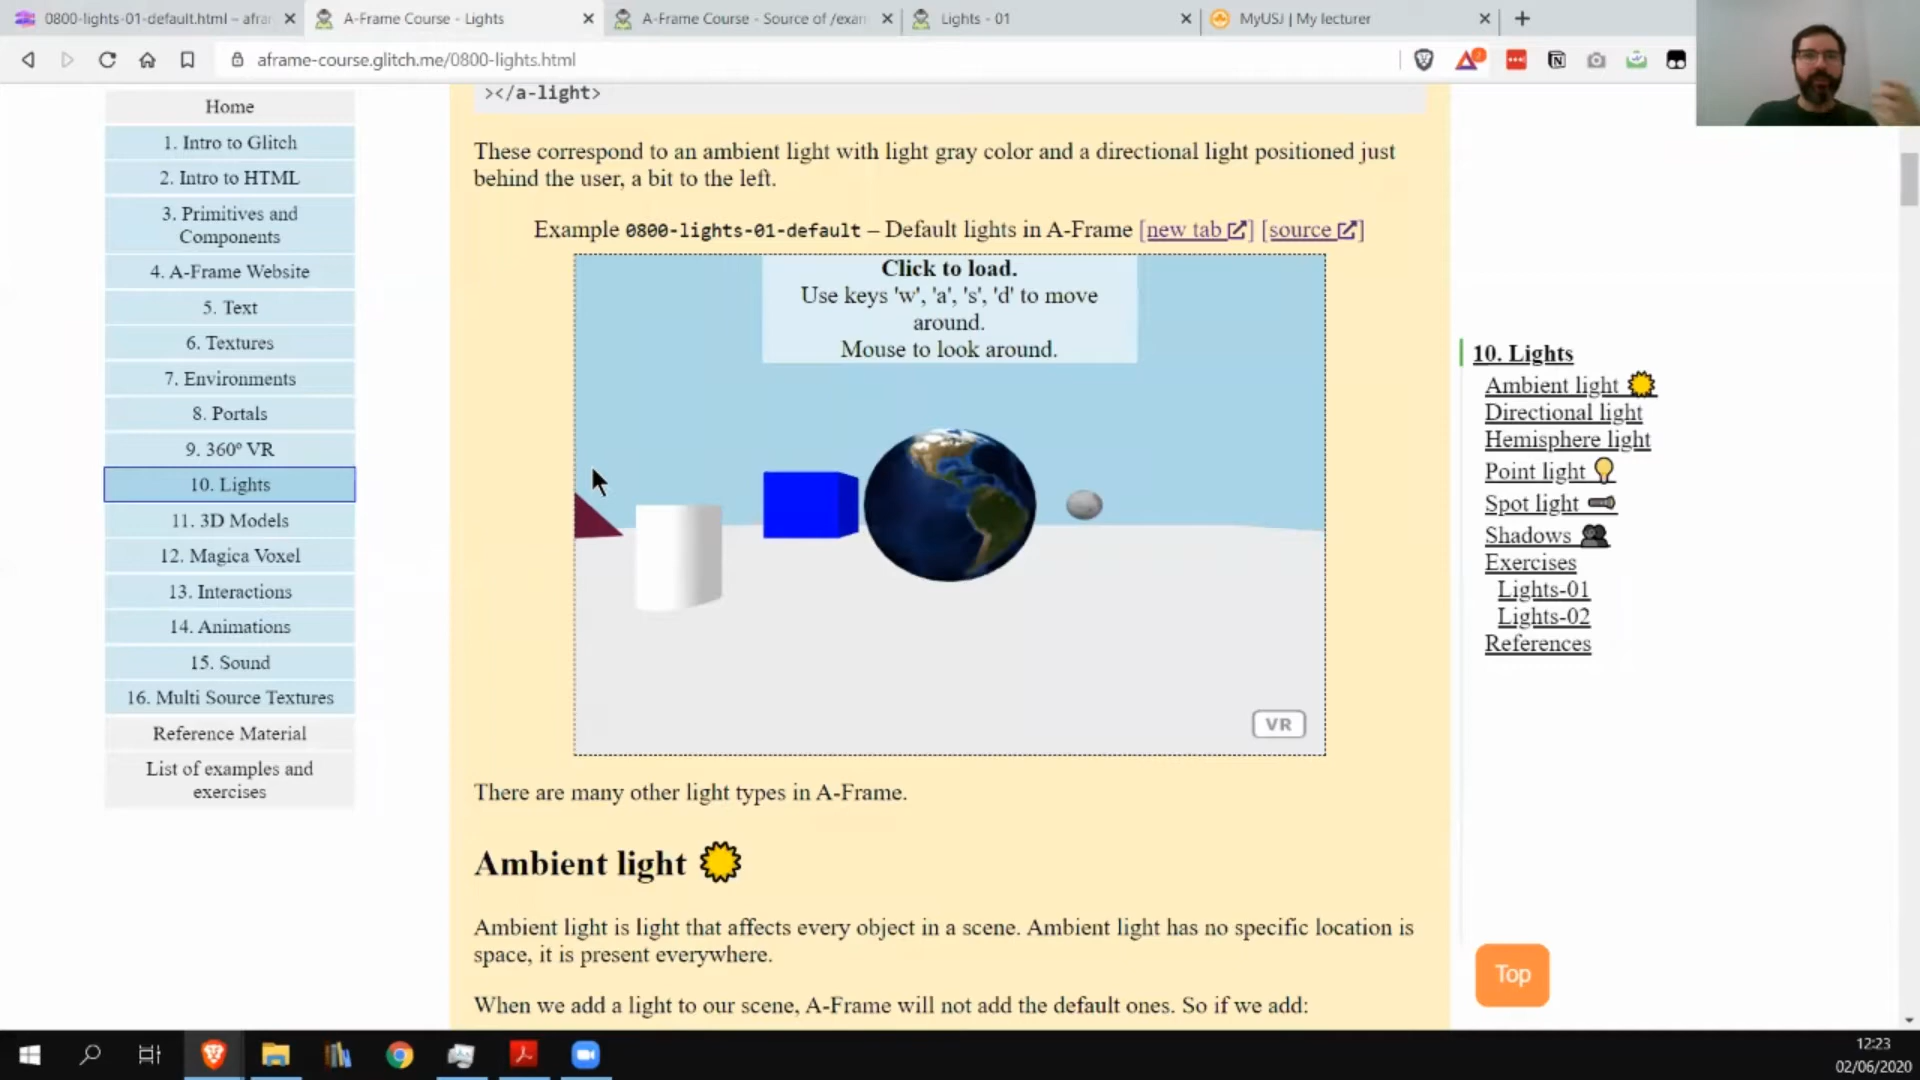 0800-lights-01-default.html – afrar
A-Frame Course - Lights
A-Frame Course - Source of /exan
Lights - 01
MyUSJ | My lecturer
aframe-course.glitch.me/0800-lights.html
Home
1. Intro to Glitch
2. Intro to HTML
3. Primitives and
Components
4. A-Frame Website
5. Text
6. Textures
7. Environments
8. Portals
9. 360º VR
10. Lights
11. 3D Models
12. Magica Voxel
13. Interactions
14. Animations
15. Sound
16. Multi Source Textures
Reference Material
List of examples and
exercises
></a-light>
These correspond to an ambient light with light gray color and a directional light positioned just
behind the user, a bit to the left.
Example 0800-lights-01-default – Default lights in A-Frame [new tab] [source]
Click to load.
Use keys 'w', 'a', 's', 'd' to move
around.
Mouse to look around.
VR
There are many other light types in A-Frame.
Ambient light
Ambient light is light that affects every object in a scene. Ambient light has no specific location is
space, it is present everywhere.
When we add a light to our scene, A-Frame will not add the default ones. So if we add:
10. Lights
Ambient light
Directional light
Hemisphere light
Point light
Spot light
Shadows
Exercises
Lights-01
Lights-02
References
Top
12:23
02/06/2020